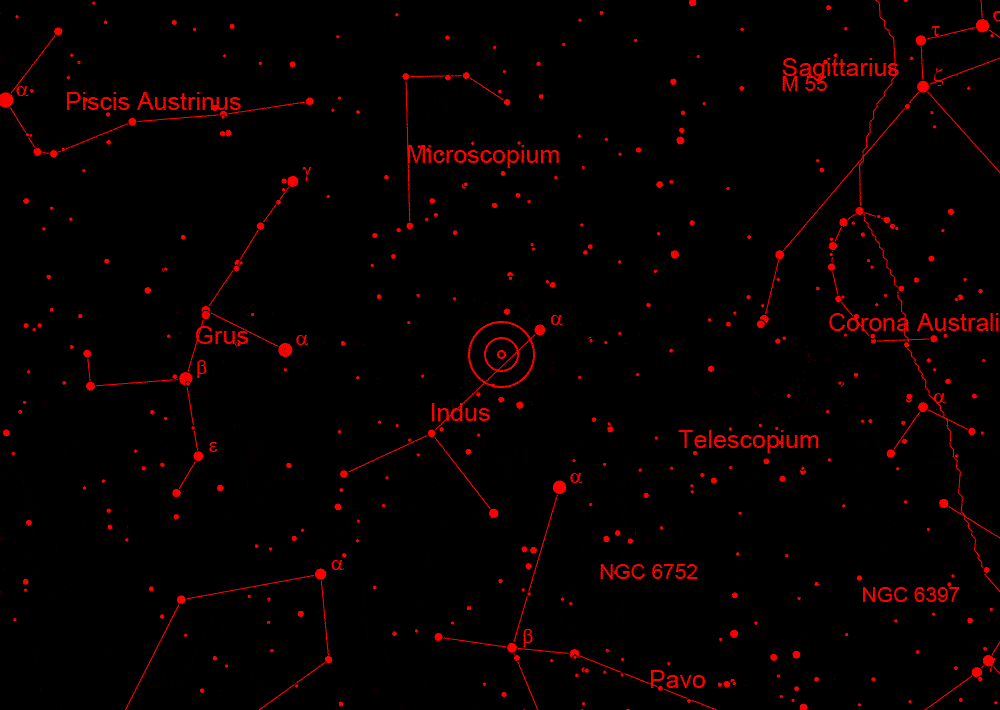 τ
σ
Sagittarius
M 55
ζ
α
Piscis Austrinus
Microscopium
γ
α
Corona Australi
Grus
α
β
α
Indus
Telescopium
ε
α
NGC 6752
α
NGC 6397
β
Pavo